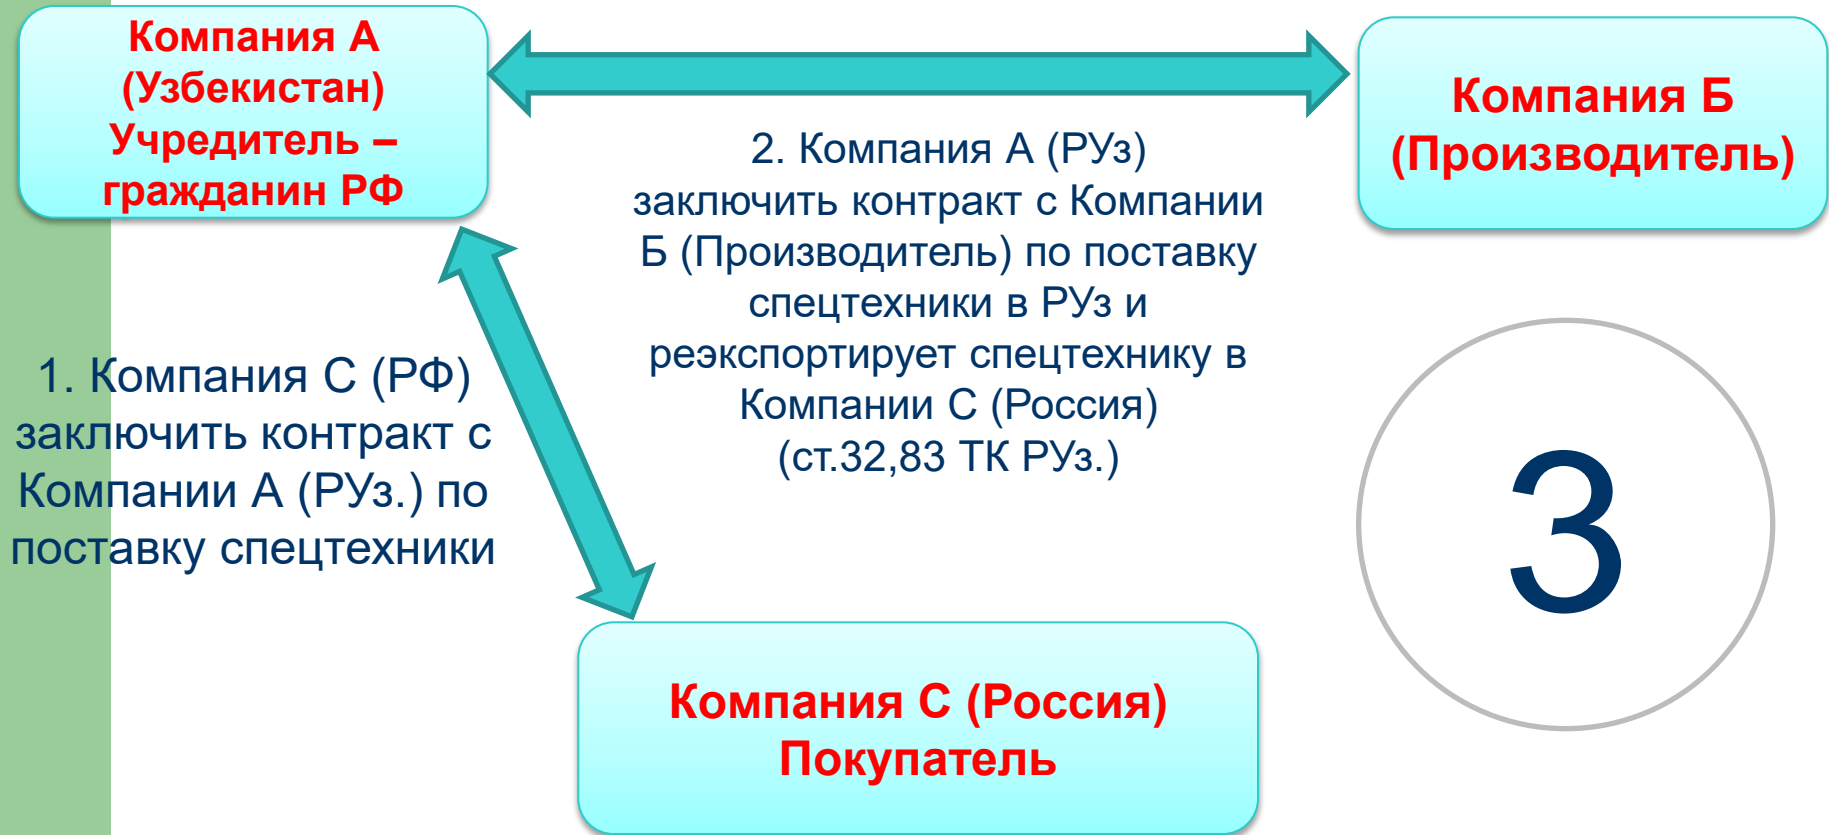 Компания А
(Узбекистан)
Учредитель –
гражданин РФ
Компания Б
(Производитель)
2. Компания А (РУз)
заключить контракт с Компании
Б (Производитель) по поставку
спецтехники в РУз и
реэкспортирует спецтехнику в
Компании С (Россия)
(ст.32,83 ТК РУз.)
1. Компания С (РФ)
заключить контракт с
Компании А (РУз.) по
поставку спецтехники
3
Компания С (Россия)
Покупатель